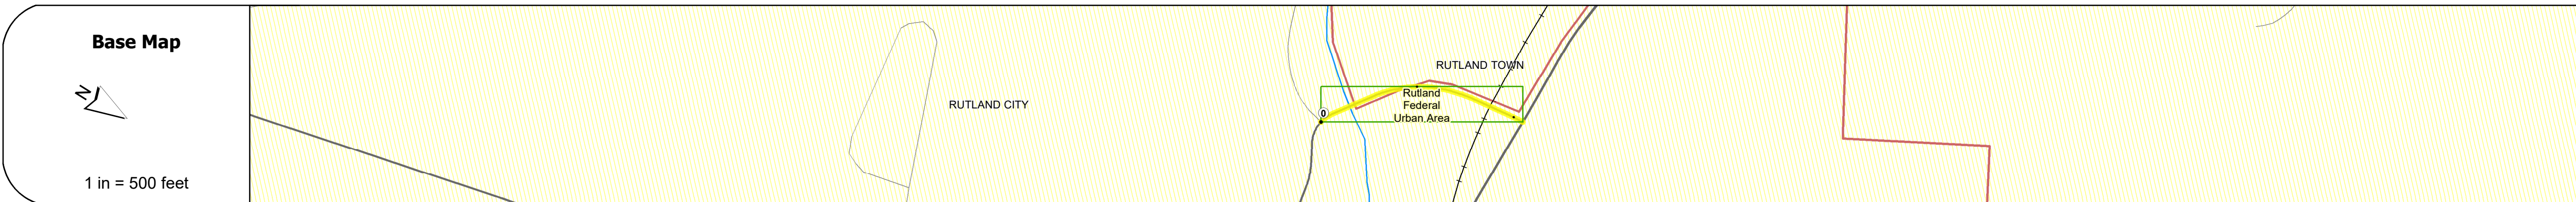 Base Map
N
1 in = 500 feet
RUTLAND CITY
RUTLAND TOWN
0
Rutland
Federal
Urban Area